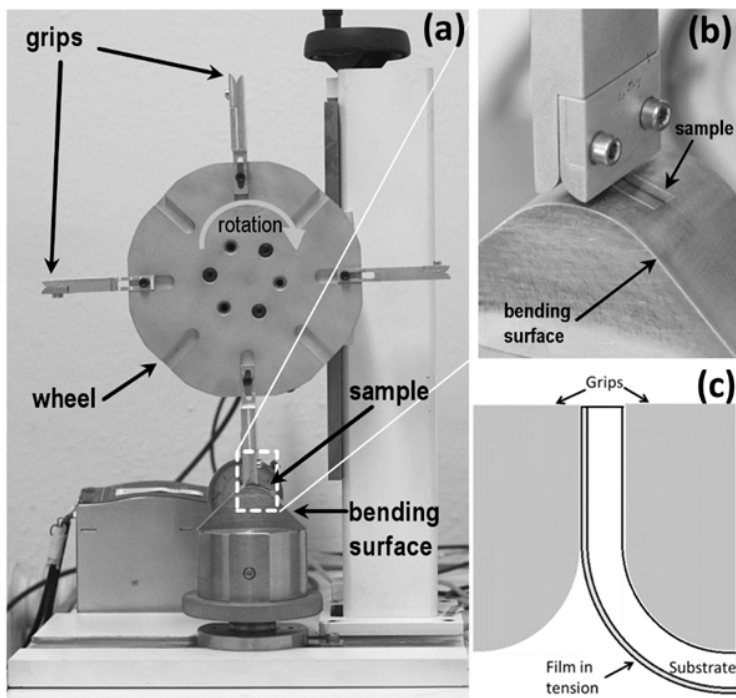 (a)
grips
rotation
wheel
sample
bending
surface
(b)
sample
bending
surface
(c)
Grips
Film in
tension
Substrate